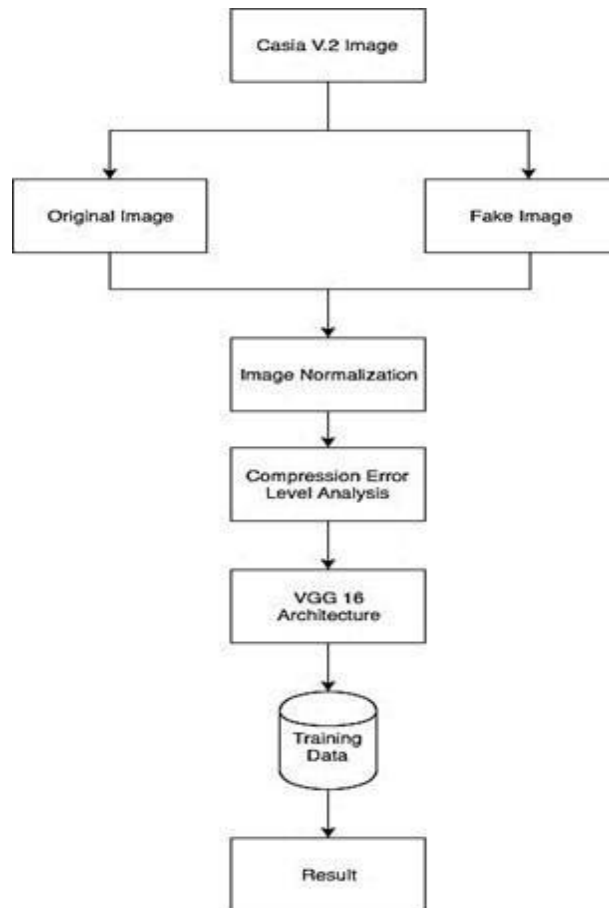 Casia V.2 Image
Original Image
Fake Image
Image Normalization
Compression Error
Level Analysis
VGG 16
Architecture
Training
Data
Result